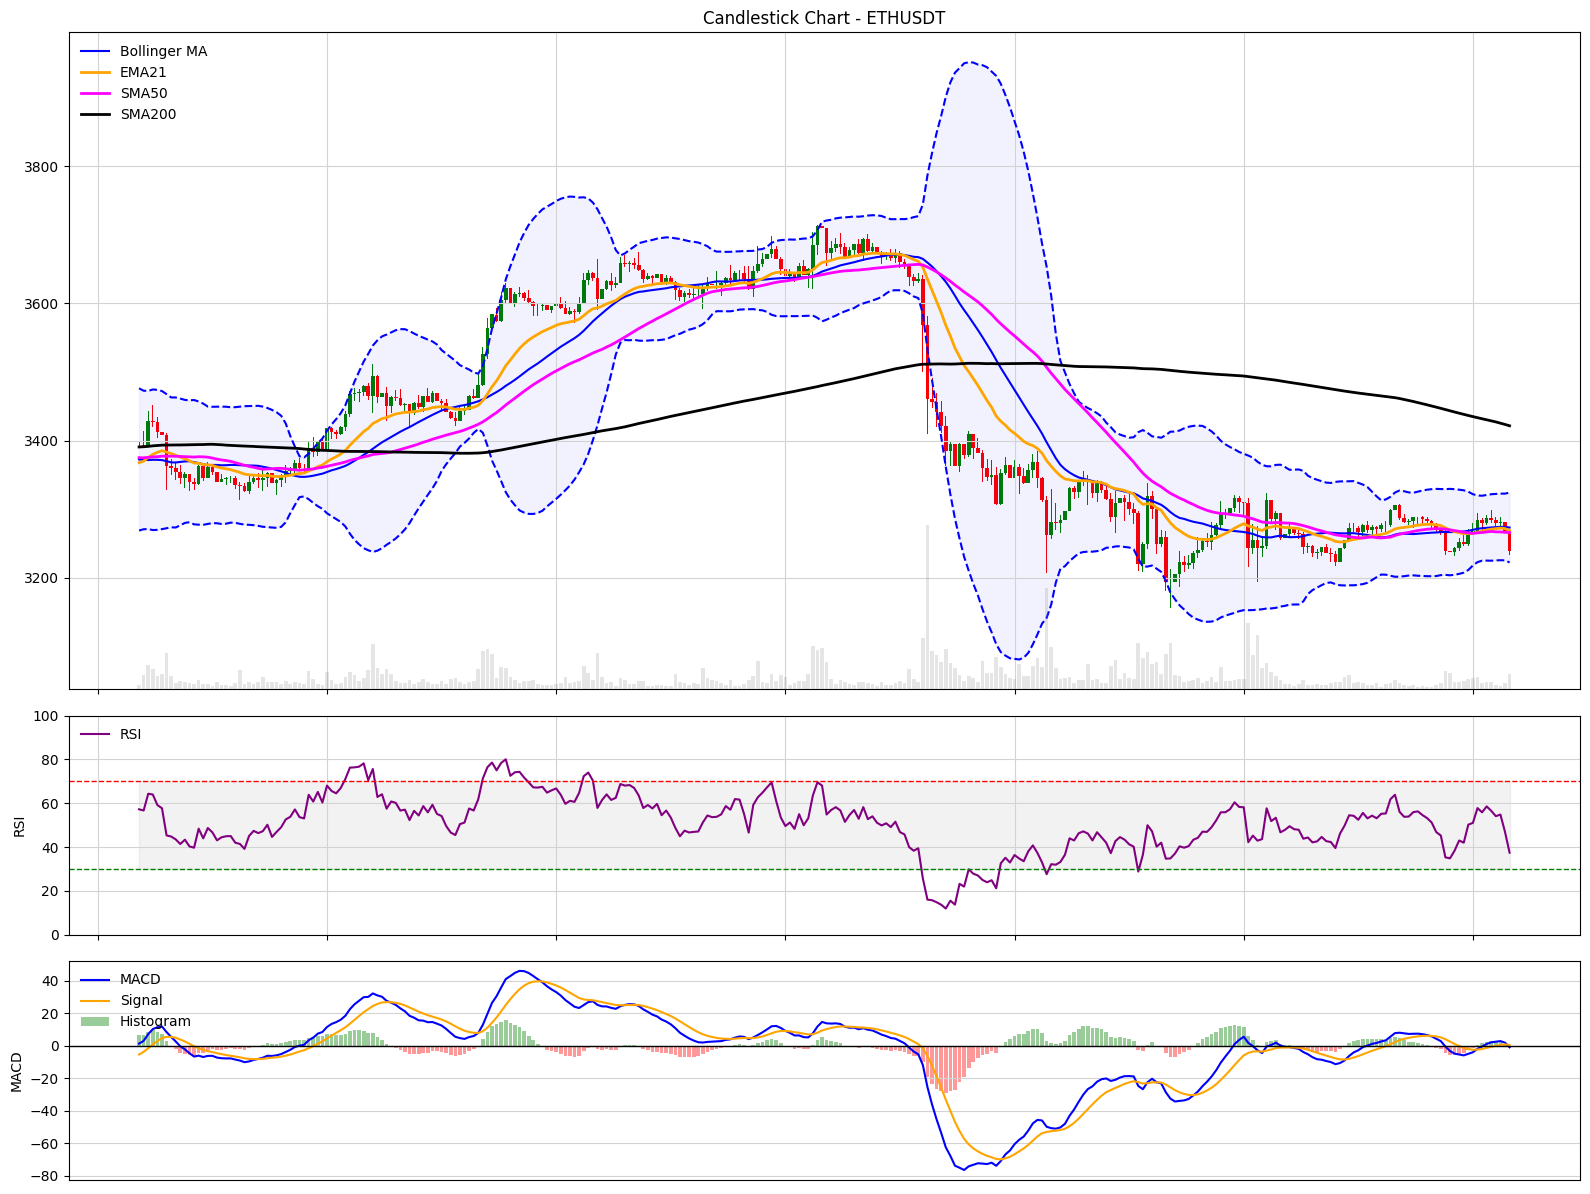 Candlestick Chart - ETHUSDT
Bollinger MA
EMA21
SMA50
SMA200
3800
3600
3400
3200
RSI
100
80
60
40
20
0
RSI
MACD
Signal
Histogram
40
20
0
−20
−40
−60
−80
MACD